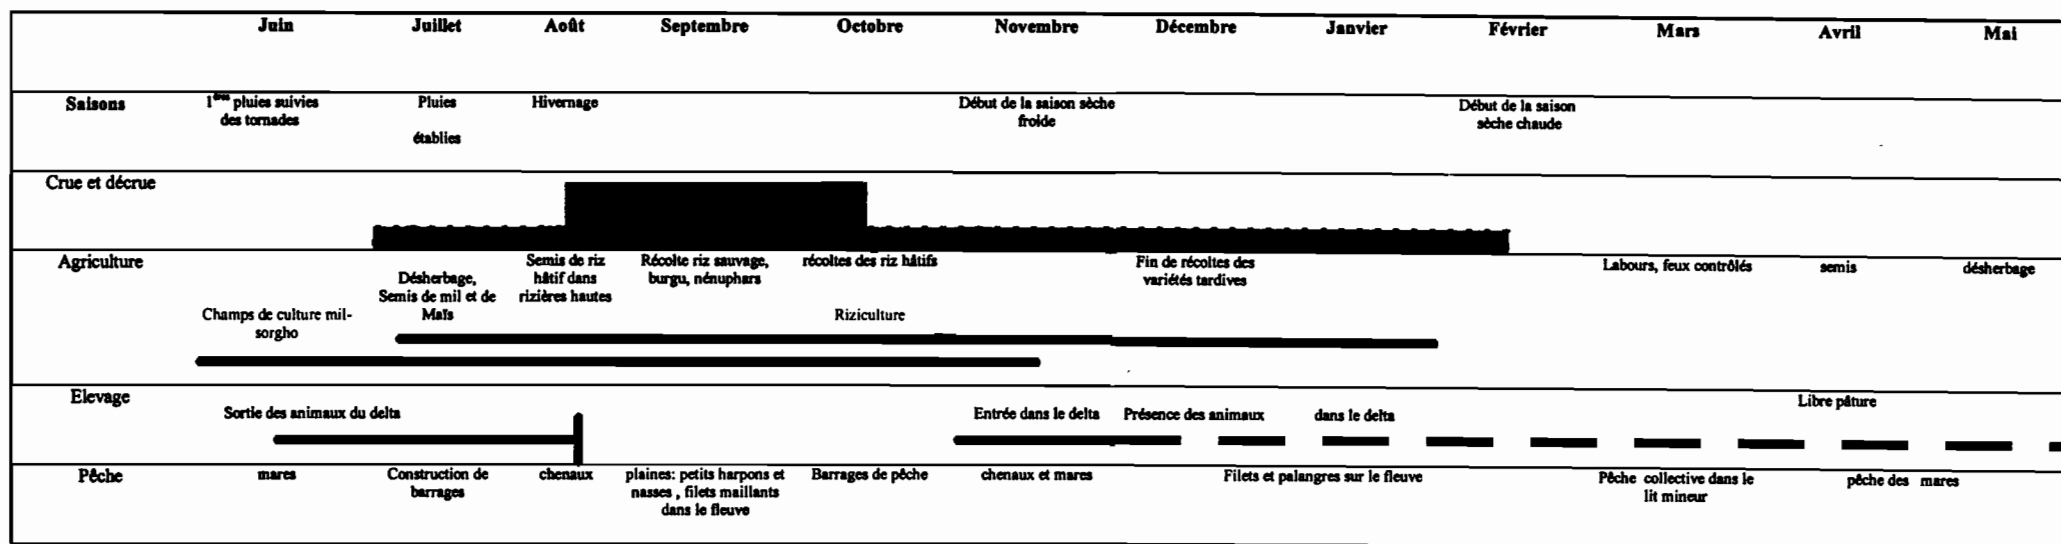 Juin Juillet Août Septembre Octobre Novembre Décembre Janvier Février Mars Avril Mai
Saisons
1ères pluies suivies
des tornades
Pluies
établies
Hivernage
Début de la saison sèche
froide
Début de la saison
sèche chaude
Crue et décrue
Agriculture
Champs de culture mil-
sorgho
Désherbage,
Semis de mil et de
Maïs
Semis de riz
hâtif dans
rizières hautes
Récolte riz sauvage,
burgu, nénuphars
récoltes des riz hâtifs
Riziculture
Fin de récoltes des
variétés tardives
Labours, feux contrôlés
semis
désherbage
Elevage
Sortie des animaux du delta
Entrée dans le delta
Présence des animaux
dans le delta
Libre pâture
Pêche
mares
Construction de
barrages
chenaux
plaines: petits harpons et
nasses , filets maillants
dans le fleuve
Barrages de pêche
chenaux et mares
Filets et palangres sur le fleuve
Pêche collective dans le
lit mineur
pêche des mares